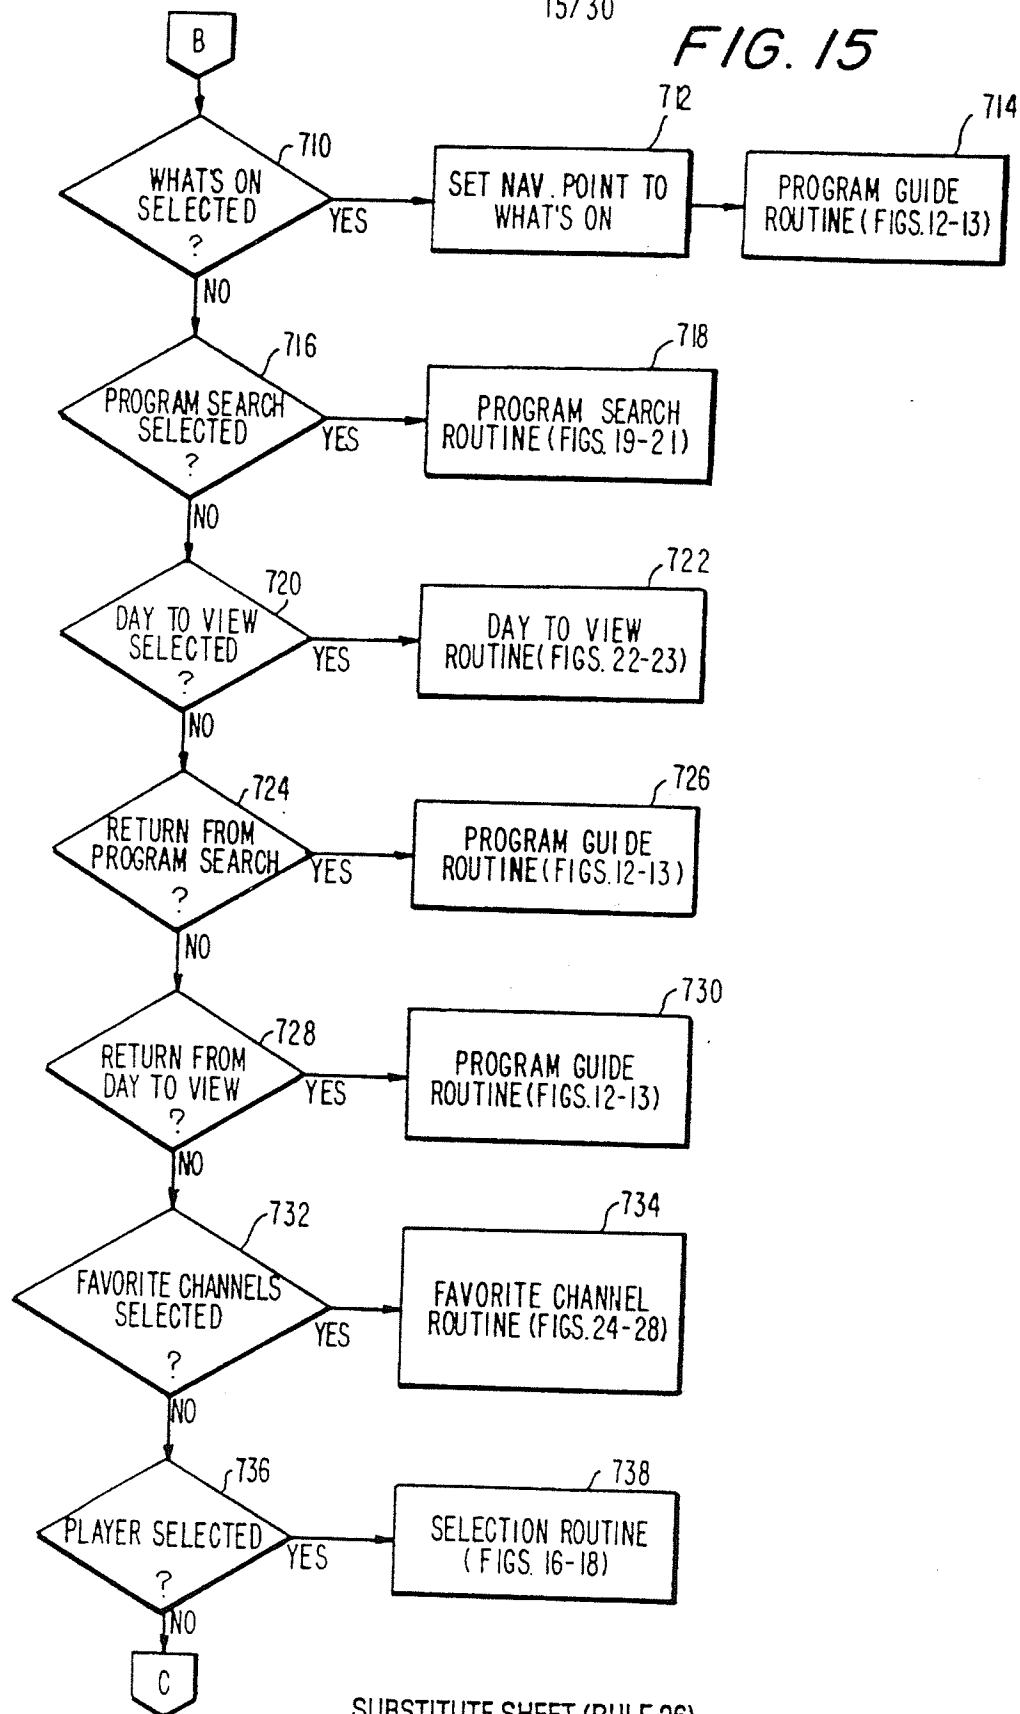 15/30
FIG. 15
B
710
WHAT'S ON
SELECTED
?
YES
NO
712
SET NAV. POINT TO
WHAT'S ON
714
PROGRAM GUIDE
ROUTINE (FIGS.12-13)
716
PROGRAM SEARCH
SELECTED
?
YES
NO
718
PROGRAM SEARCH
ROUTINE (FIGS. 19-21)
720
DAY TO VIEW
SELECTED
?
YES
NO
722
DAY TO VIEW
ROUTINE (FIGS. 22-23)
724
RETURN FROM
PROGRAM SEARCH
?
YES
NO
726
PROGRAM GUIDE
ROUTINE (FIGS.12-13)
728
RETURN FROM
DAY TO VIEW
?
YES
NO
730
PROGRAM GUIDE
ROUTINE (FIGS.12-13)
732
FAVORITE CHANNELS
SELECTED
?
YES
NO
734
FAVORITE CHANNEL
ROUTINE (FIGS.24-28)
736
PLAYER SELECTED
?
YES
NO
738
SELECTION ROUTINE
(FIGS. 16-18)
C
SUBSTITUTE SHEET (RULE 26)